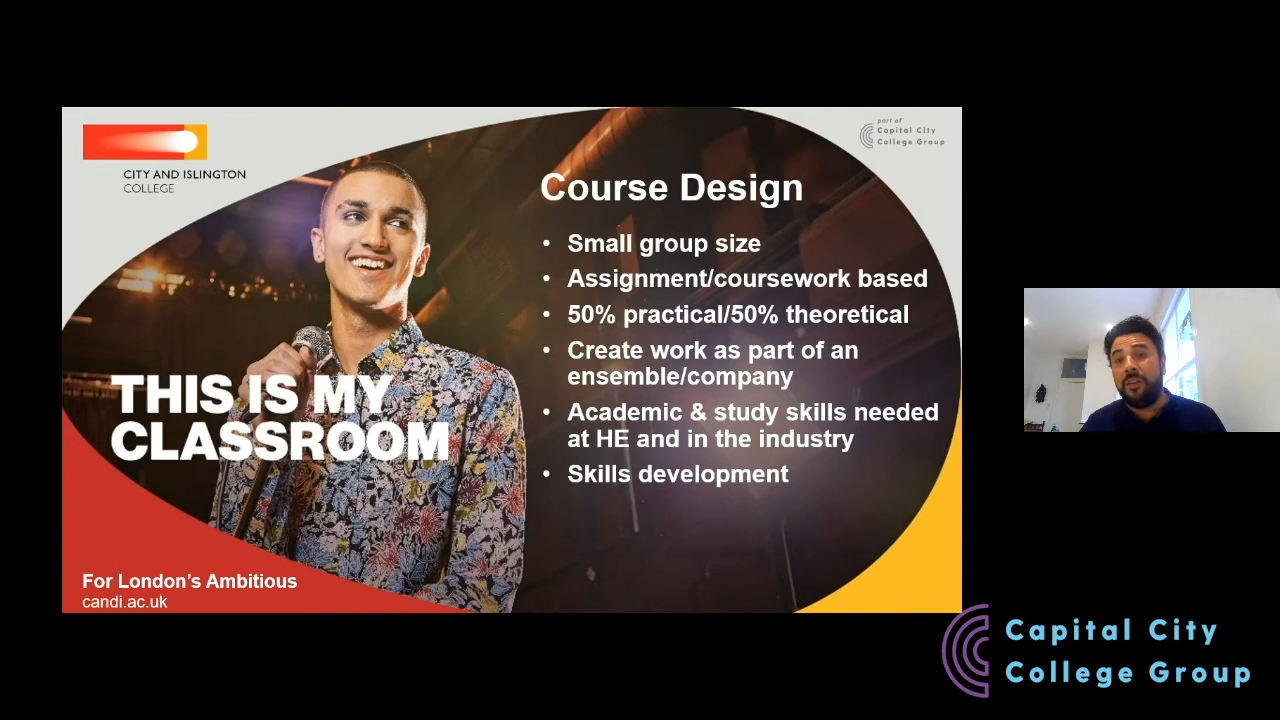 CITY AND ISLINGTON
COLLEGE
part of
Capital City
College Group
Course Design
• Small group size
• Assignment/coursework based
• 50% practical/50% theoretical
• Create work as part of an
ensemble/company
• Academic & study skills needed
at HE and in the industry
• Skills development
THIS IS MY
CLASSROOM
For London’s Ambitious
candi.ac.uk
Capital City
College Group